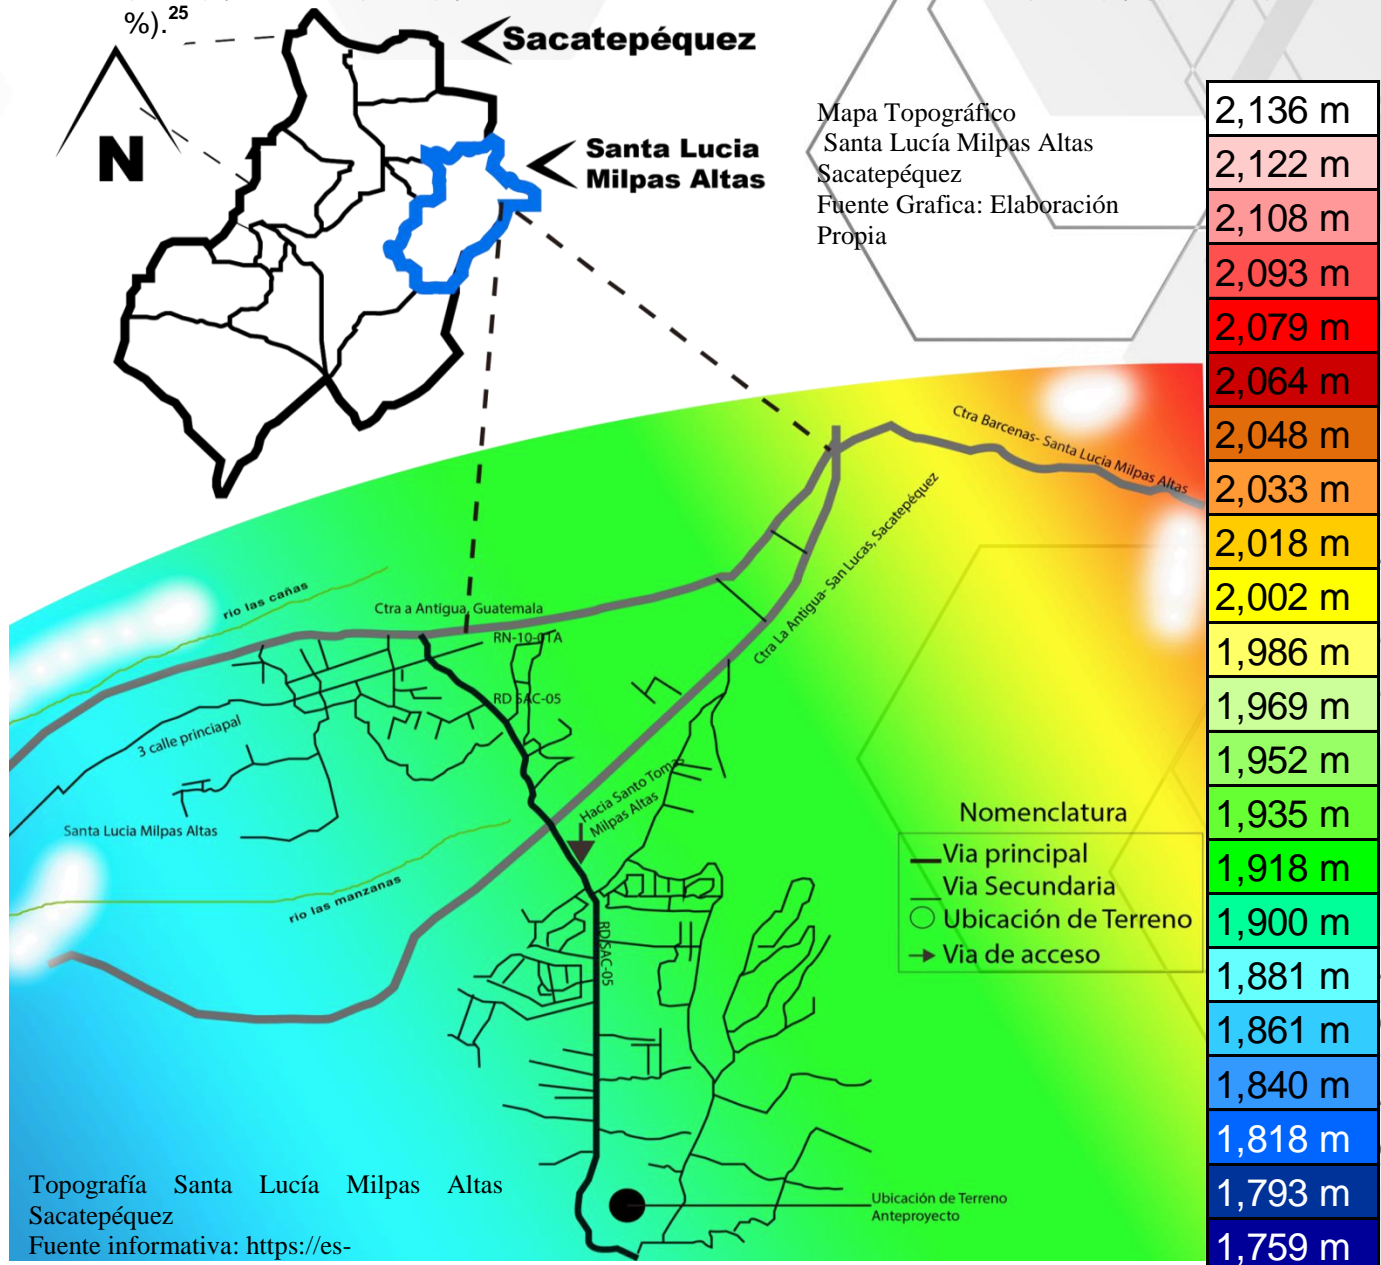 %).25
Sacatepéquez
N
Santa Lucia
Milpas Altas
Mapa Topográfico
Santa Lucía Milpas Altas
Sacatepéquez
Fuente Grafica: Elaboración
Propia
2,136 m
2,122 m
2,108 m
2,093 m
2,079 m
2,064 m
2,048 m
2,033 m
2,018 m
2,002 m
1,986 m
1,969 m
1,952 m
1,935 m
1,918 m
1,900 m
1,881 m
1,861 m
1,840 m
1,818 m
1,793 m
1,759 m
Ctra Barcenas- Santa Lucia Milpas Altas
Ctra La Antigua- San Lucas, Sacatepéquez
rio las cañas
Ctra a Antigua, Guatemala
RN-10-01A
RD SAC-05
3 calle princiapal
Hacia Santo Tomas
Milpas Altas
Santa Lucia Milpas Altas
rio las manzanas
RD/SAC-05
Nomenclatura
Via principal
Via Secundaria
Ubicación de Terreno
Via de acceso
Ubicación de Terreno
Anteproyecto
Topografía Santa Lucía Milpas Altas
Sacatepéquez
Fuente informativa: https://es-